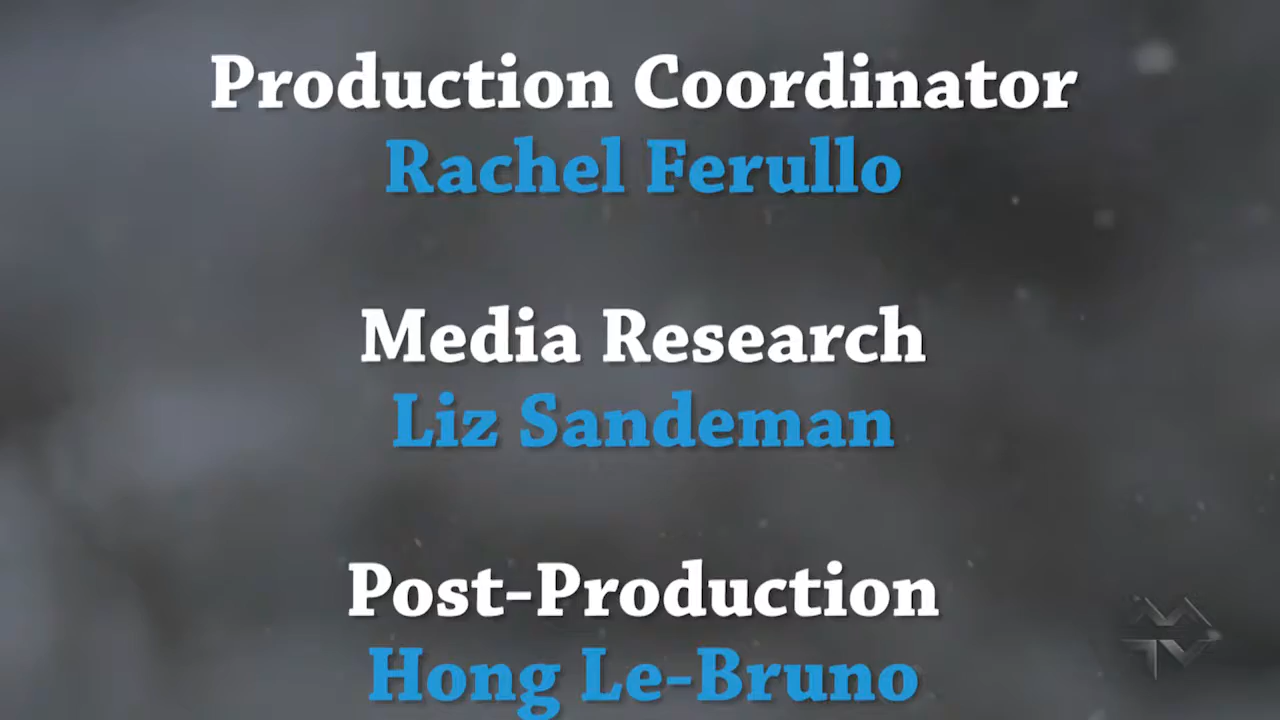 Production Coordinator
Rachel Ferullo
Media Research
Liz Sandeman
Post-Production
Hong Le-Bruno